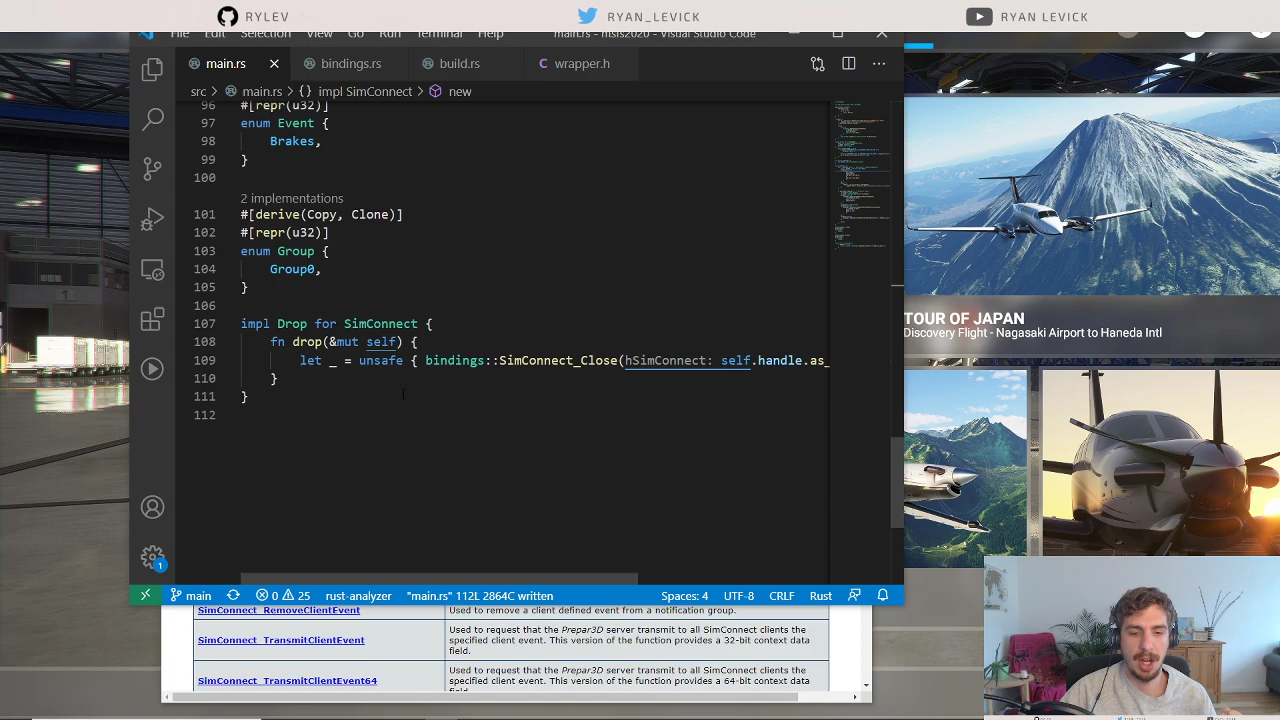 RYLEV
RYAN_LEVICK
RYAN LEVICK
File Edit Selection View Go Run Terminal Help main.rs - msfs2020 - Visual Studio Code
main.rs
bindings.rs
build.rs
C wrapper.h
src > main.rs > {} impl SimConnect > new
96 #[repr(u32)]
97 enum Event {
98 Brakes,
99 }
100
2 implementations
101 #[derive(Copy, Clone)]
102 #[repr(u32)]
103 enum Group {
104 Group0,
105 }
106
107 impl Drop for SimConnect {
108 fn drop(&mut self) {
109 let _ = unsafe { bindings::SimConnect_Close(hSimConnect: self.handle.as_
110 }
111 }
112
TOUR OF JAPAN
Discovery Flight - Nagasaki Airport to Haneda Intl
1
main 0 25 rust-analyzer "main.rs" 112L 2864C written Spaces: 4 UTF-8 CRLF Rust
SimConnect_RemoveClientEvent Used to remove a client defined event from a notification group.
SimConnect_TransmitClientEvent Used to request that the Prepar3D server transmit to all SimConnect clients the
specified client event. This version of the function provides a 32-bit context data
field.
SimConnect_TransmitClientEvent64 Used to request that the Prepar3D server transmit to all SimConnect clients the
specified client event. This version of the function provides a 64-bit context data
field.